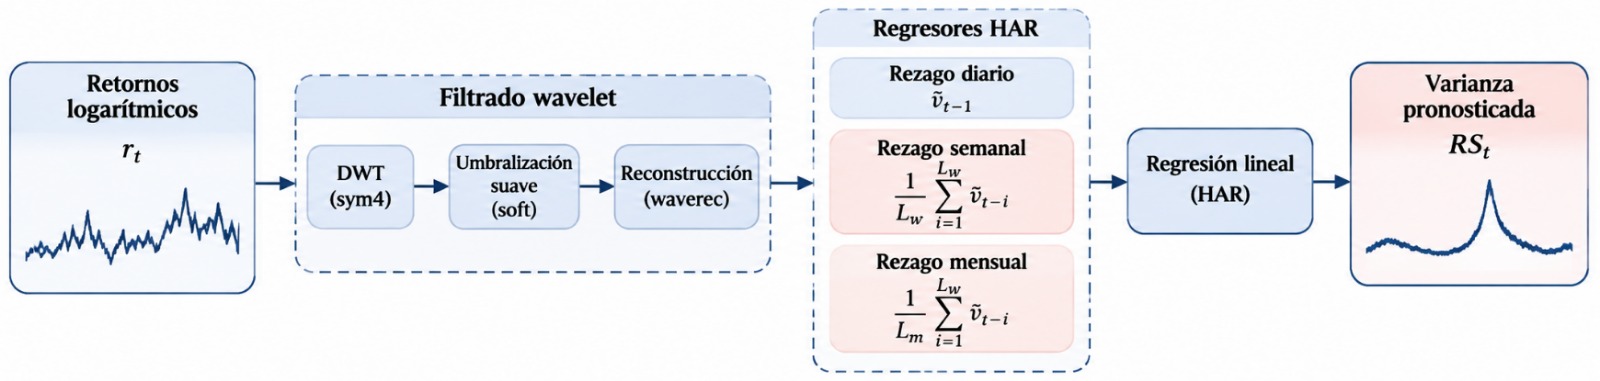 Retornos
logarítmicos
r_t
Filtrado wavelet
DWT
(sym4)
Umbralización
suave
(soft)
Reconstrucción
(waverec)
Regresores HAR
Rezago diario
ṽ_{t−1}
Rezago semanal
1/L_w ∑_{i=1}^{L_w} ṽ_{t−i}
Rezago mensual
1/L_m ∑_{i=1}^{L_w} ṽ_{t−i}
Regresión lineal
(HAR)
Varianza
pronosticada
RS_t